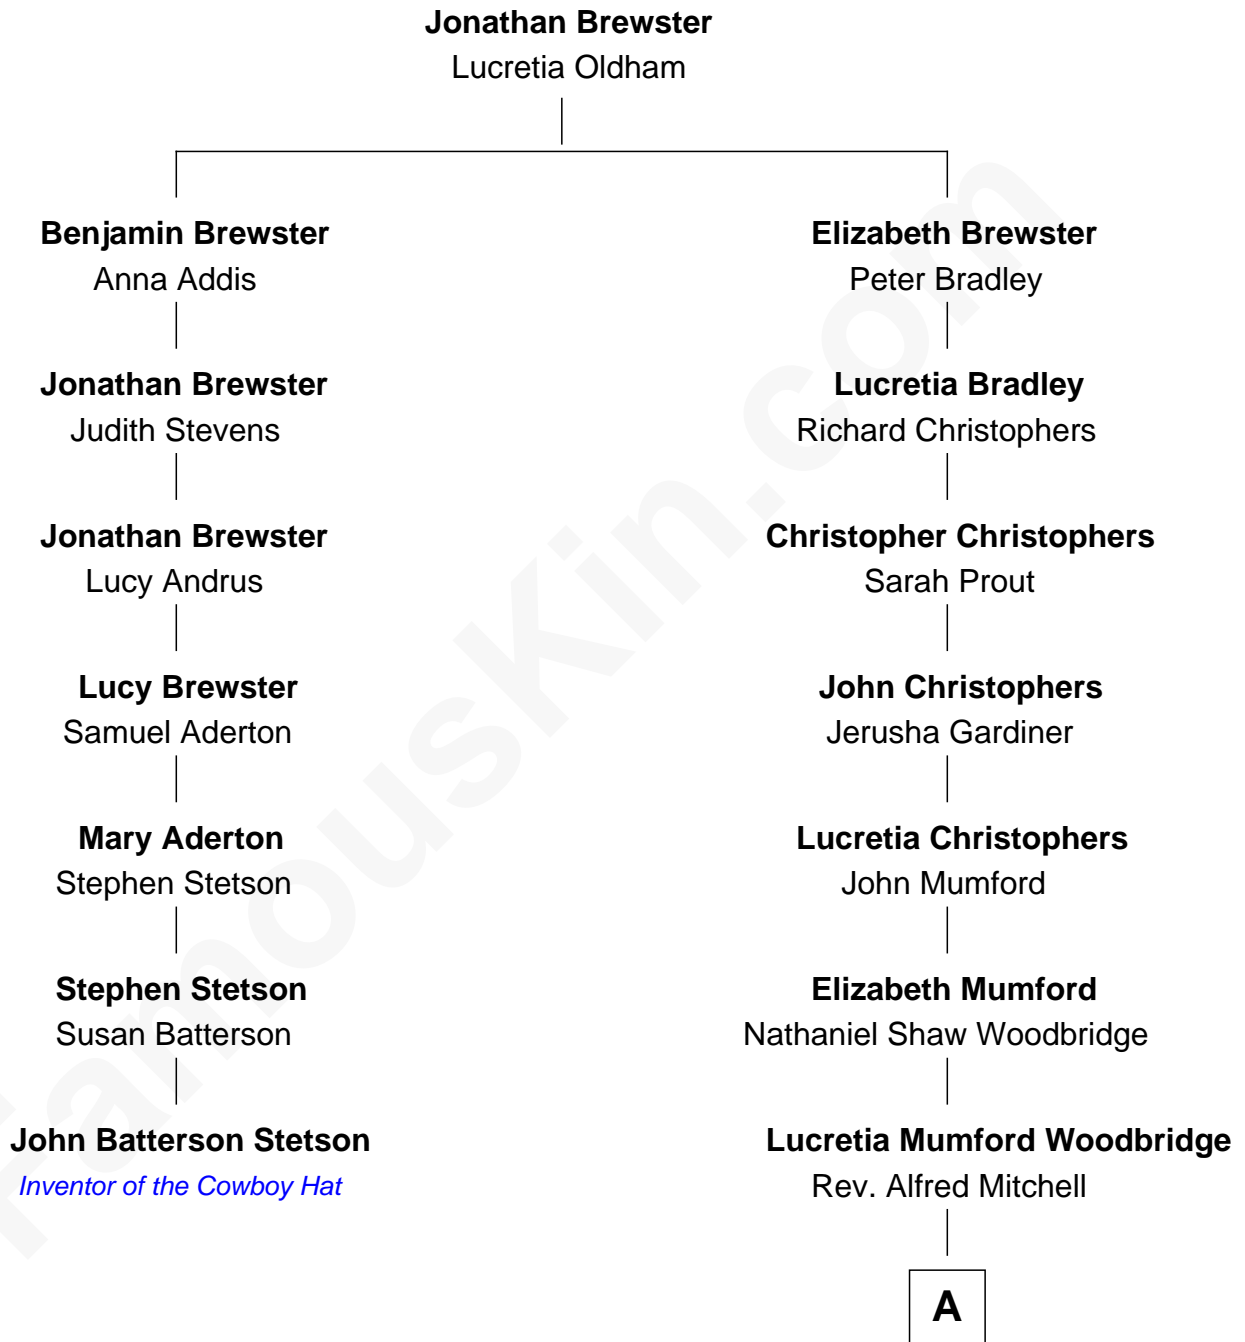 Jonathan Brewster
Lucretia Oldham
Benjamin Brewster
Anna Addis
Elizabeth Brewster
Peter Bradley
Jonathan Brewster
Judith Stevens
Lucretia Bradley
Richard Christophers
Jonathan Brewster
Lucy Andrus
Christopher Christophers
Sarah Prout
Lucy Brewster
Samuel Aderton
John Christophers
Jerusha Gardiner
Mary Aderton
Stephen Stetson
Lucretia Christophers
John Mumford
Stephen Stetson
Susan Batterson
Elizabeth Mumford
Nathaniel Shaw Woodbridge
John Batterson Stetson
Inventor of the Cowboy Hat
Lucretia Mumford Woodbridge
Rev. Alfred Mitchell
A
FamousKin.com